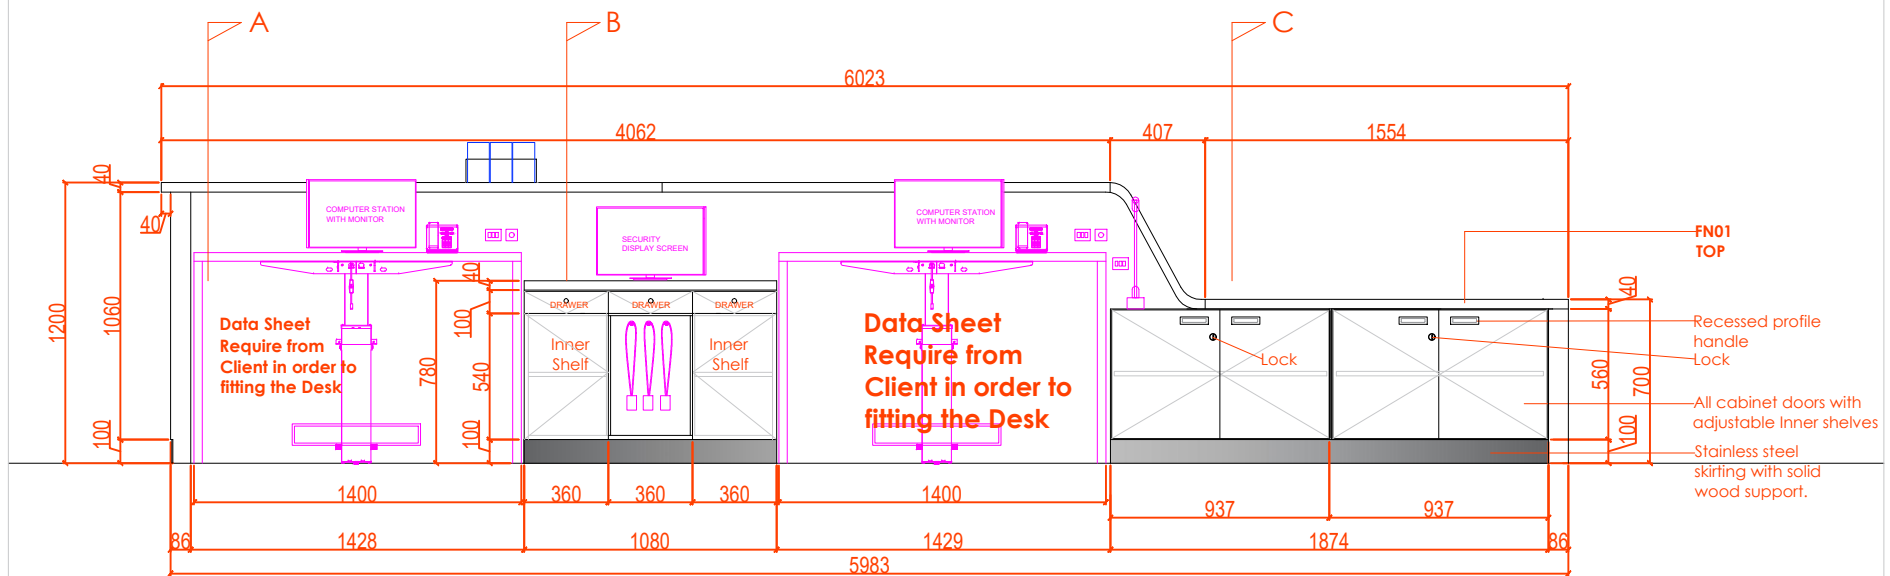 A
B
C
6023
4062
407
1554
40
40
1200
1060
100
COMPUTER STATION
WITH MONITOR
SECURITY
DISPLAY SCREEN
COMPUTER STATION
WITH MONITOR
FN01
TOP
40
100
780
540
100
DRAWER
DRAWER
DRAWER
Inner
Shelf
Inner
Shelf
Data Sheet
Require from
Client in order to
fitting the Desk
Data Sheet
Require from
Client in order to
fitting the Desk
40
560
700
100
Lock
Recessed profile
handle
Lock
All cabinet doors with
adjustable Inner shelves
Stainless steel
skirting with solid
wood support.
1400
360
360
360
1400
937
937
86
1428
1080
1429
1874
86
5983